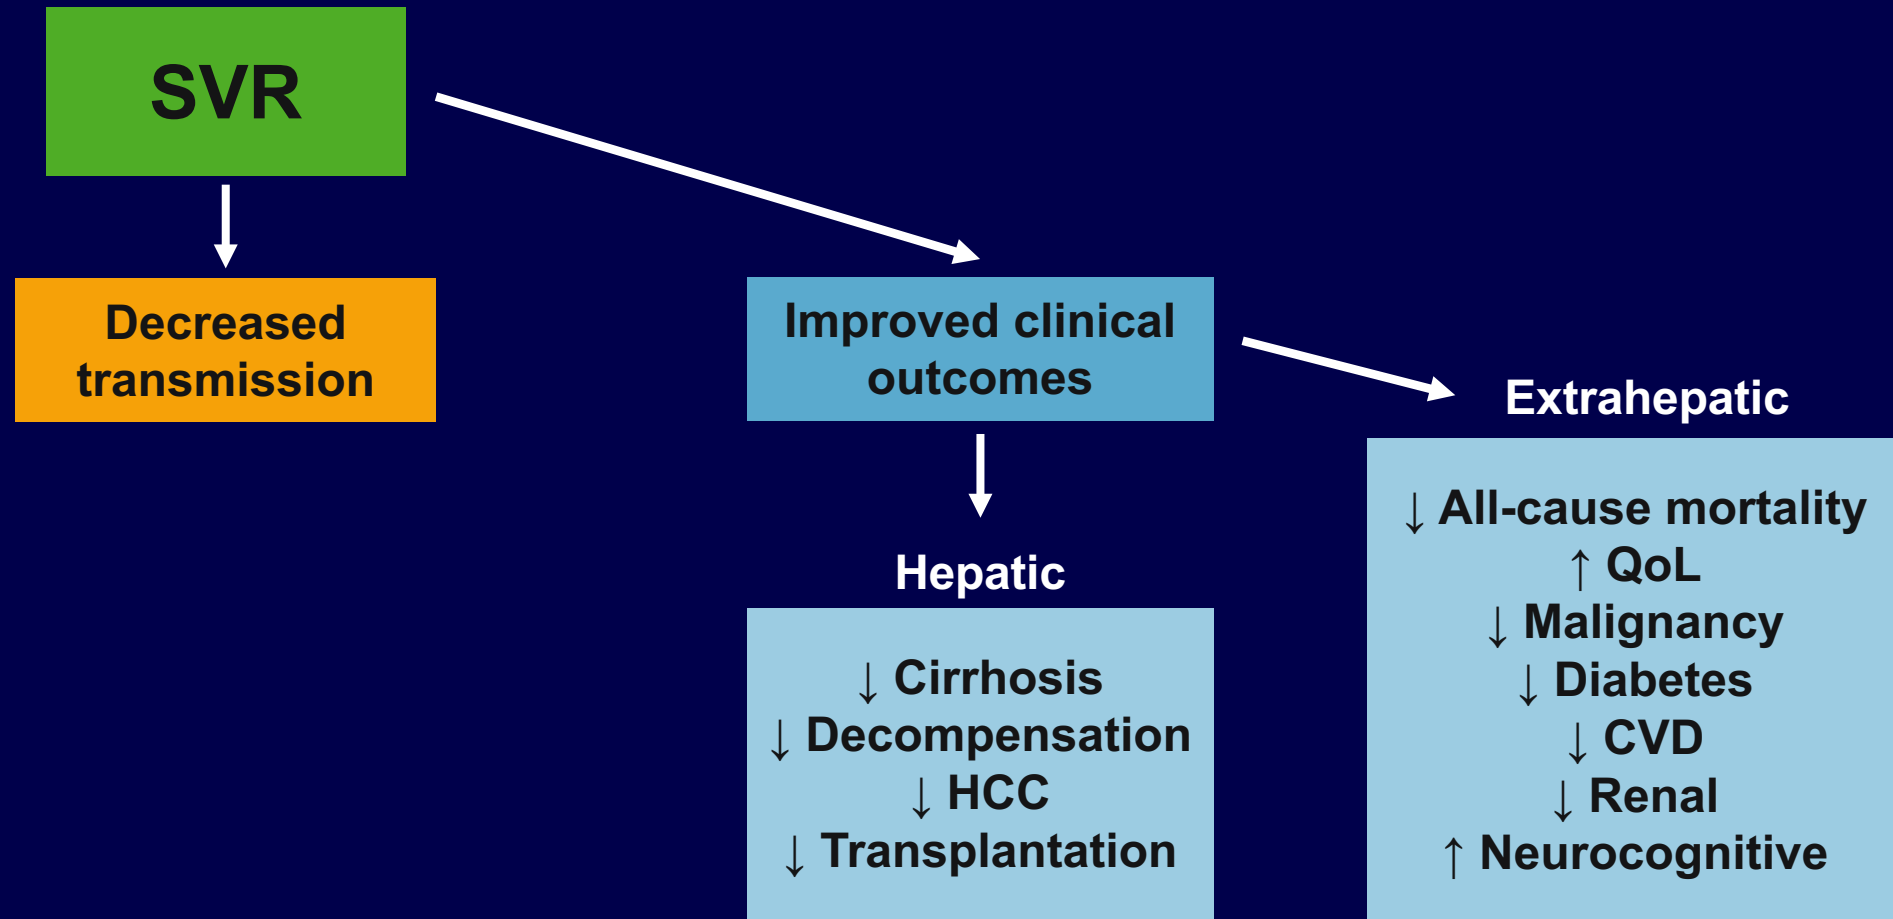 SVR
Decreased
transmission
Improved clinical
outcomes
Hepatic
↓ Cirrhosis
↓ Decompensation
↓ HCC
↓ Transplantation
Extrahepatic
↓ All-cause mortality
↑ QoL
↓ Malignancy
↓ Diabetes
↓ CVD
↓ Renal
↑ Neurocognitive